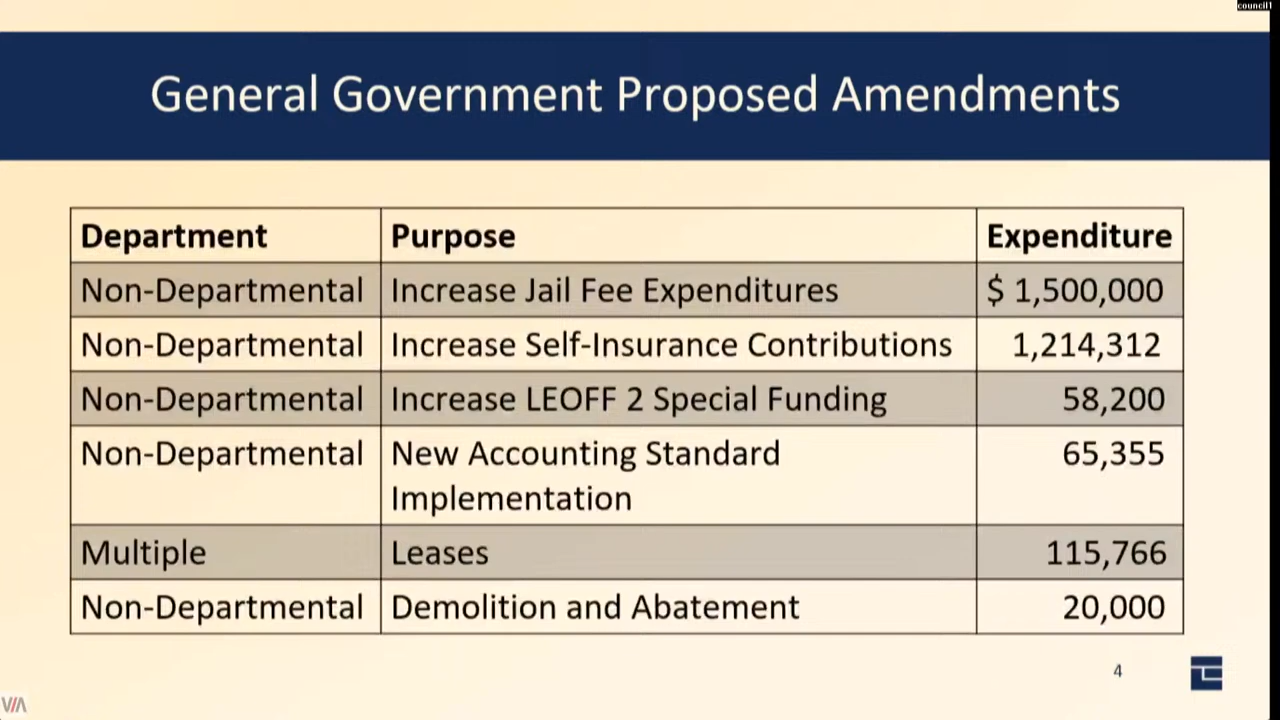 council1
General Government Proposed Amendments
Department Purpose Expenditure
Non-Departmental Increase Jail Fee Expenditures $ 1,500,000
Non-Departmental Increase Self-Insurance Contributions 1,214,312
Non-Departmental Increase LEOFF 2 Special Funding 58,200
Non-Departmental New Accounting Standard 65,355
Implementation
Multiple Leases 115,766
Non-Departmental Demolition and Abatement 20,000
4
VIA